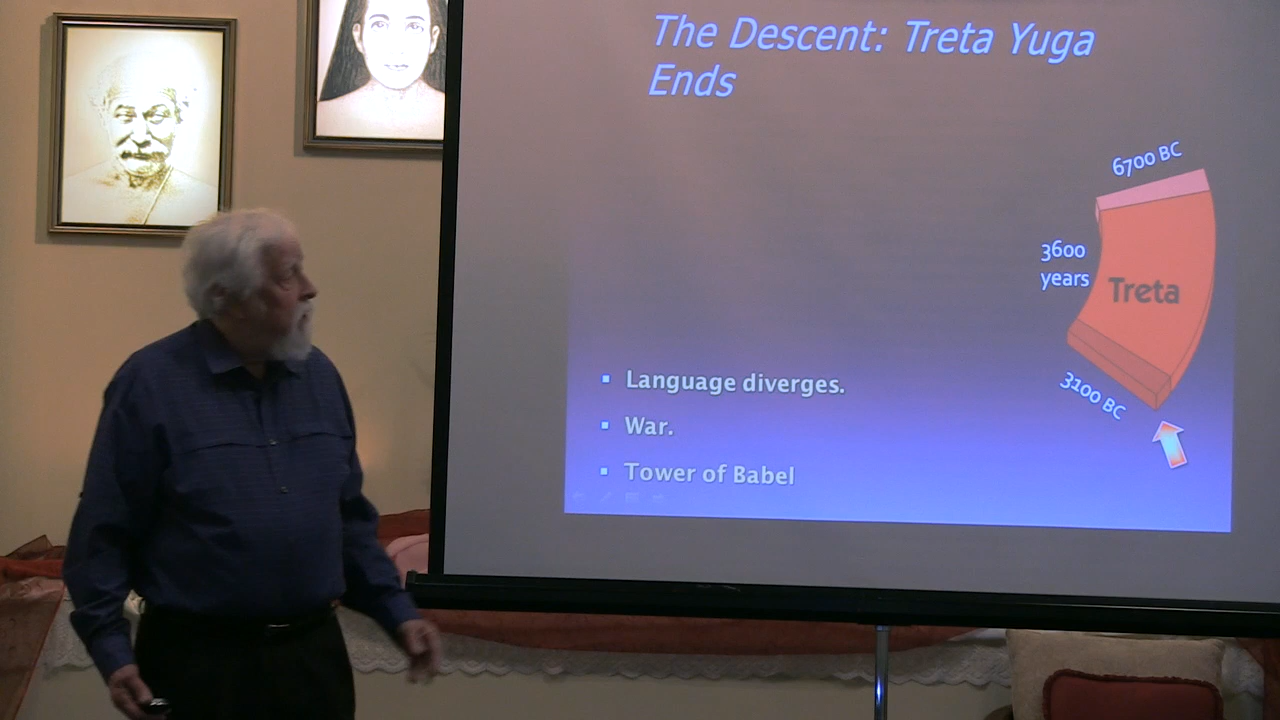 The Descent: Treta Yuga
Ends
6700 BC
3600
years
Treta
3100 BC
▪ Language diverges.
▪ War.
▪ Tower of Babel